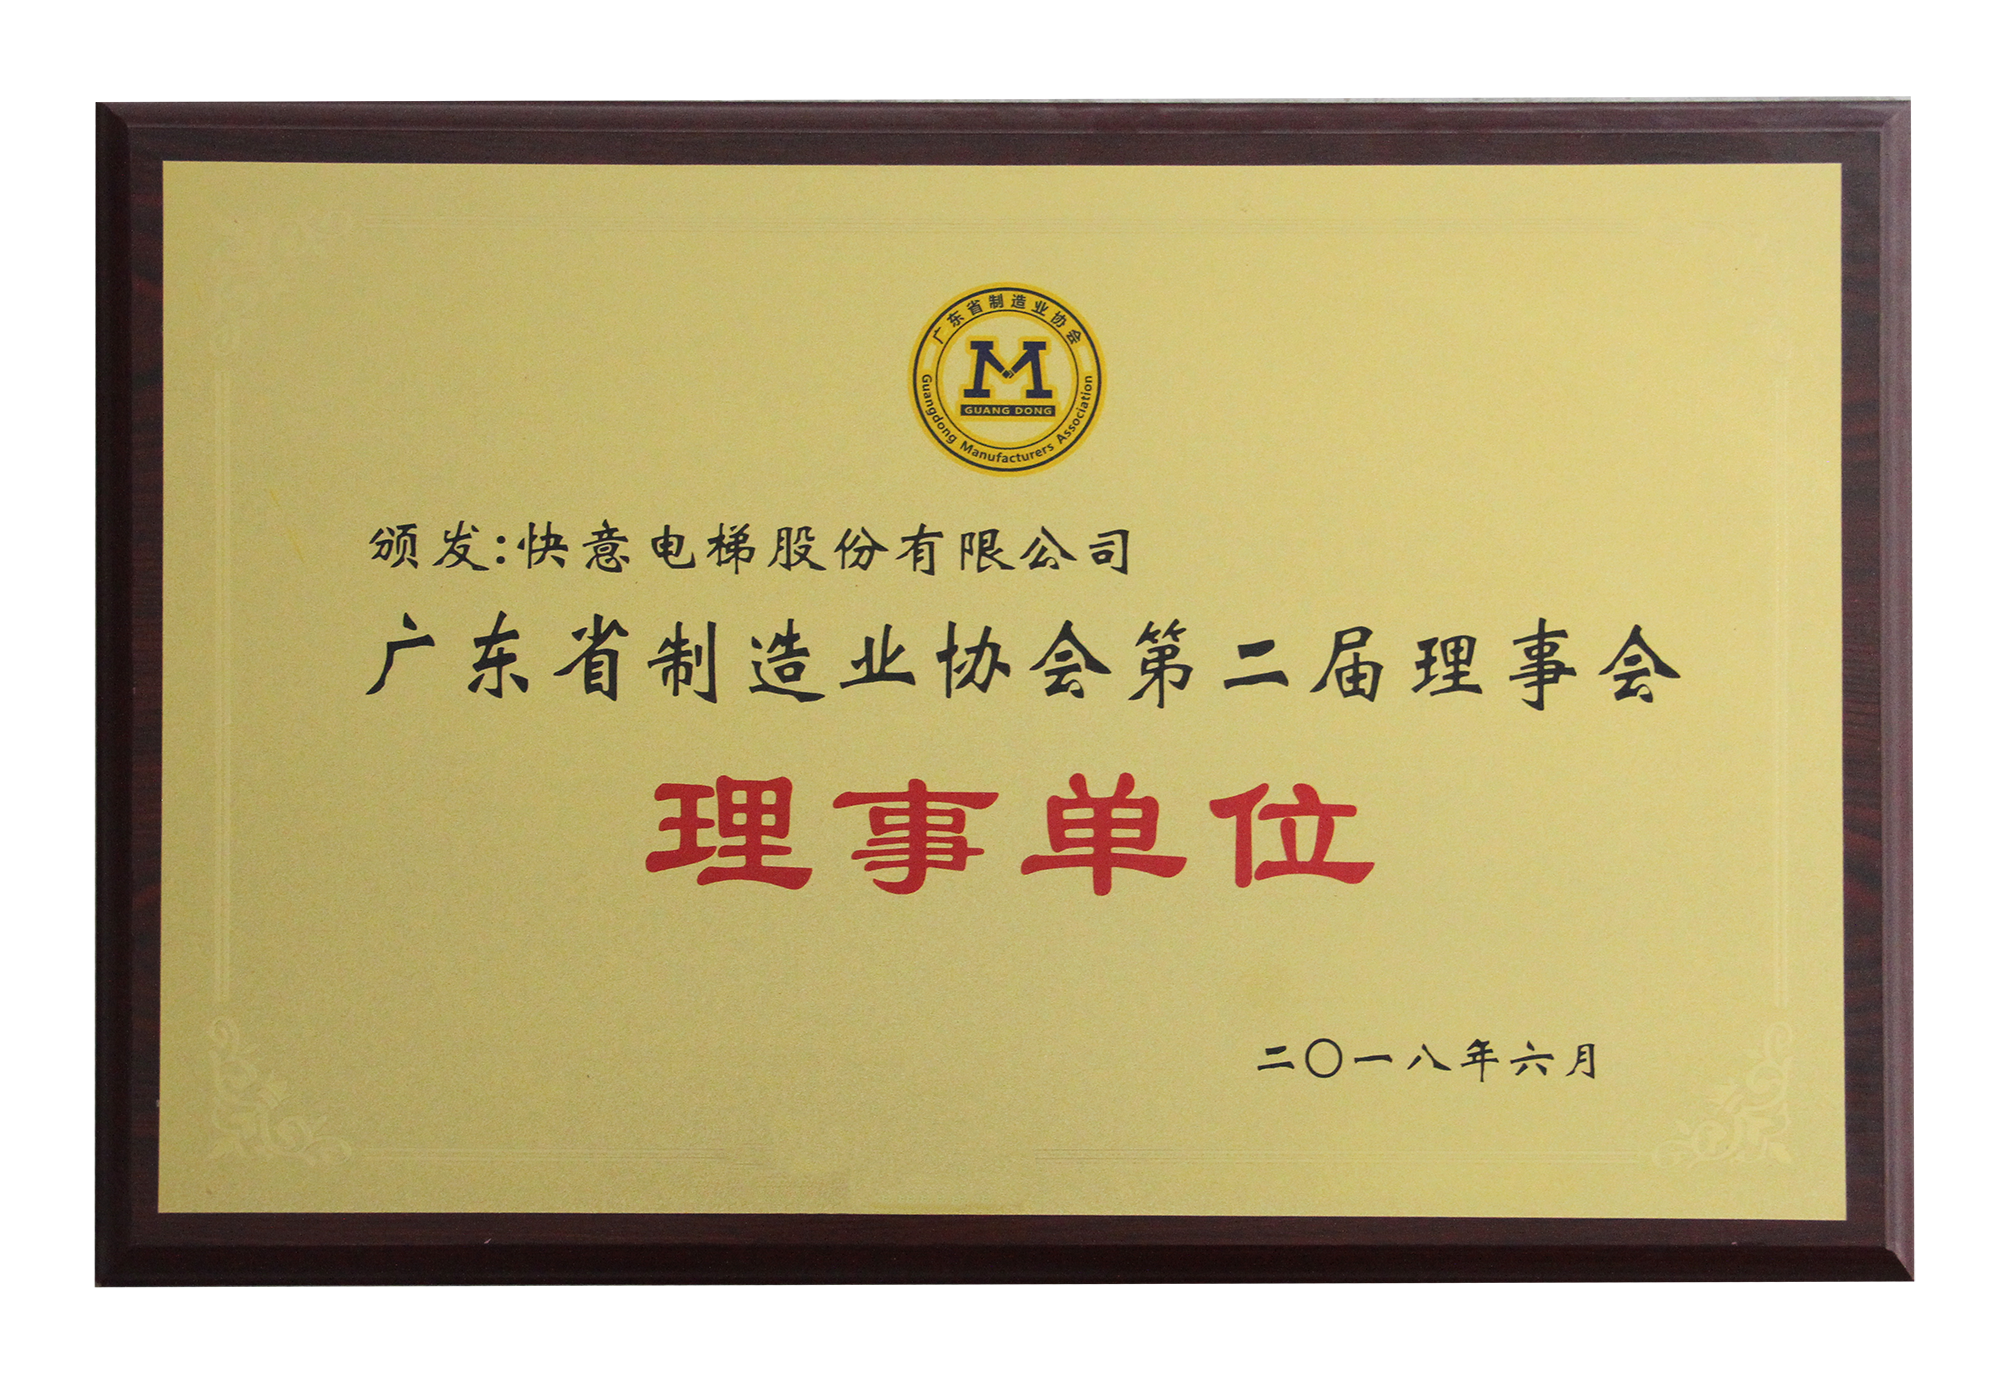 广东省制造业协会
M
GUANG DONG
Guangdong Manufacturers Association
颁发:快意电梯股份有限公司
广东省制造业协会第二届理事会
理事单位
二〇一八年六月